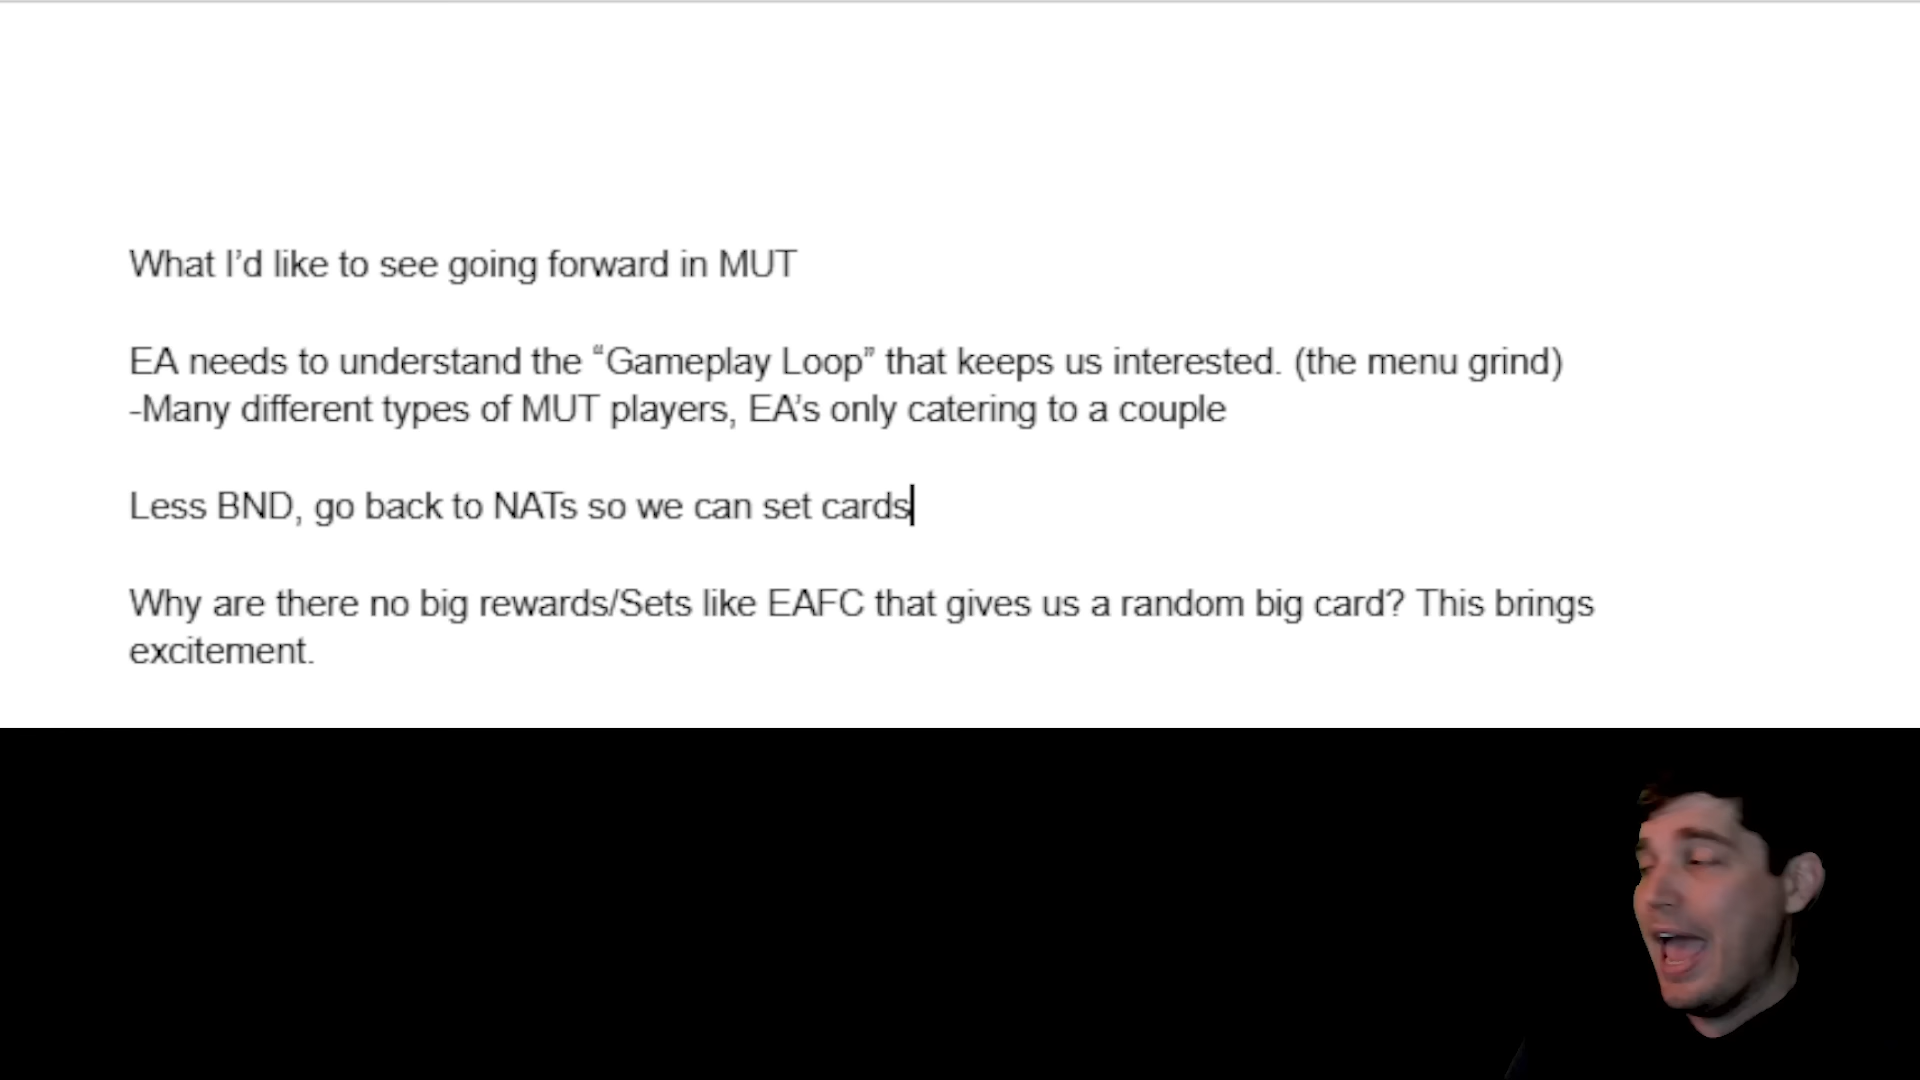 What I’d like to see going forward in MUT
EA needs to understand the “Gameplay Loop” that keeps us interested. (the menu grind)
-Many different types of MUT players, EA’s only catering to a couple
Less BND, go back to NATs so we can set cards
Why are there no big rewards/Sets like EAFC that gives us a random big card? This brings
excitement.